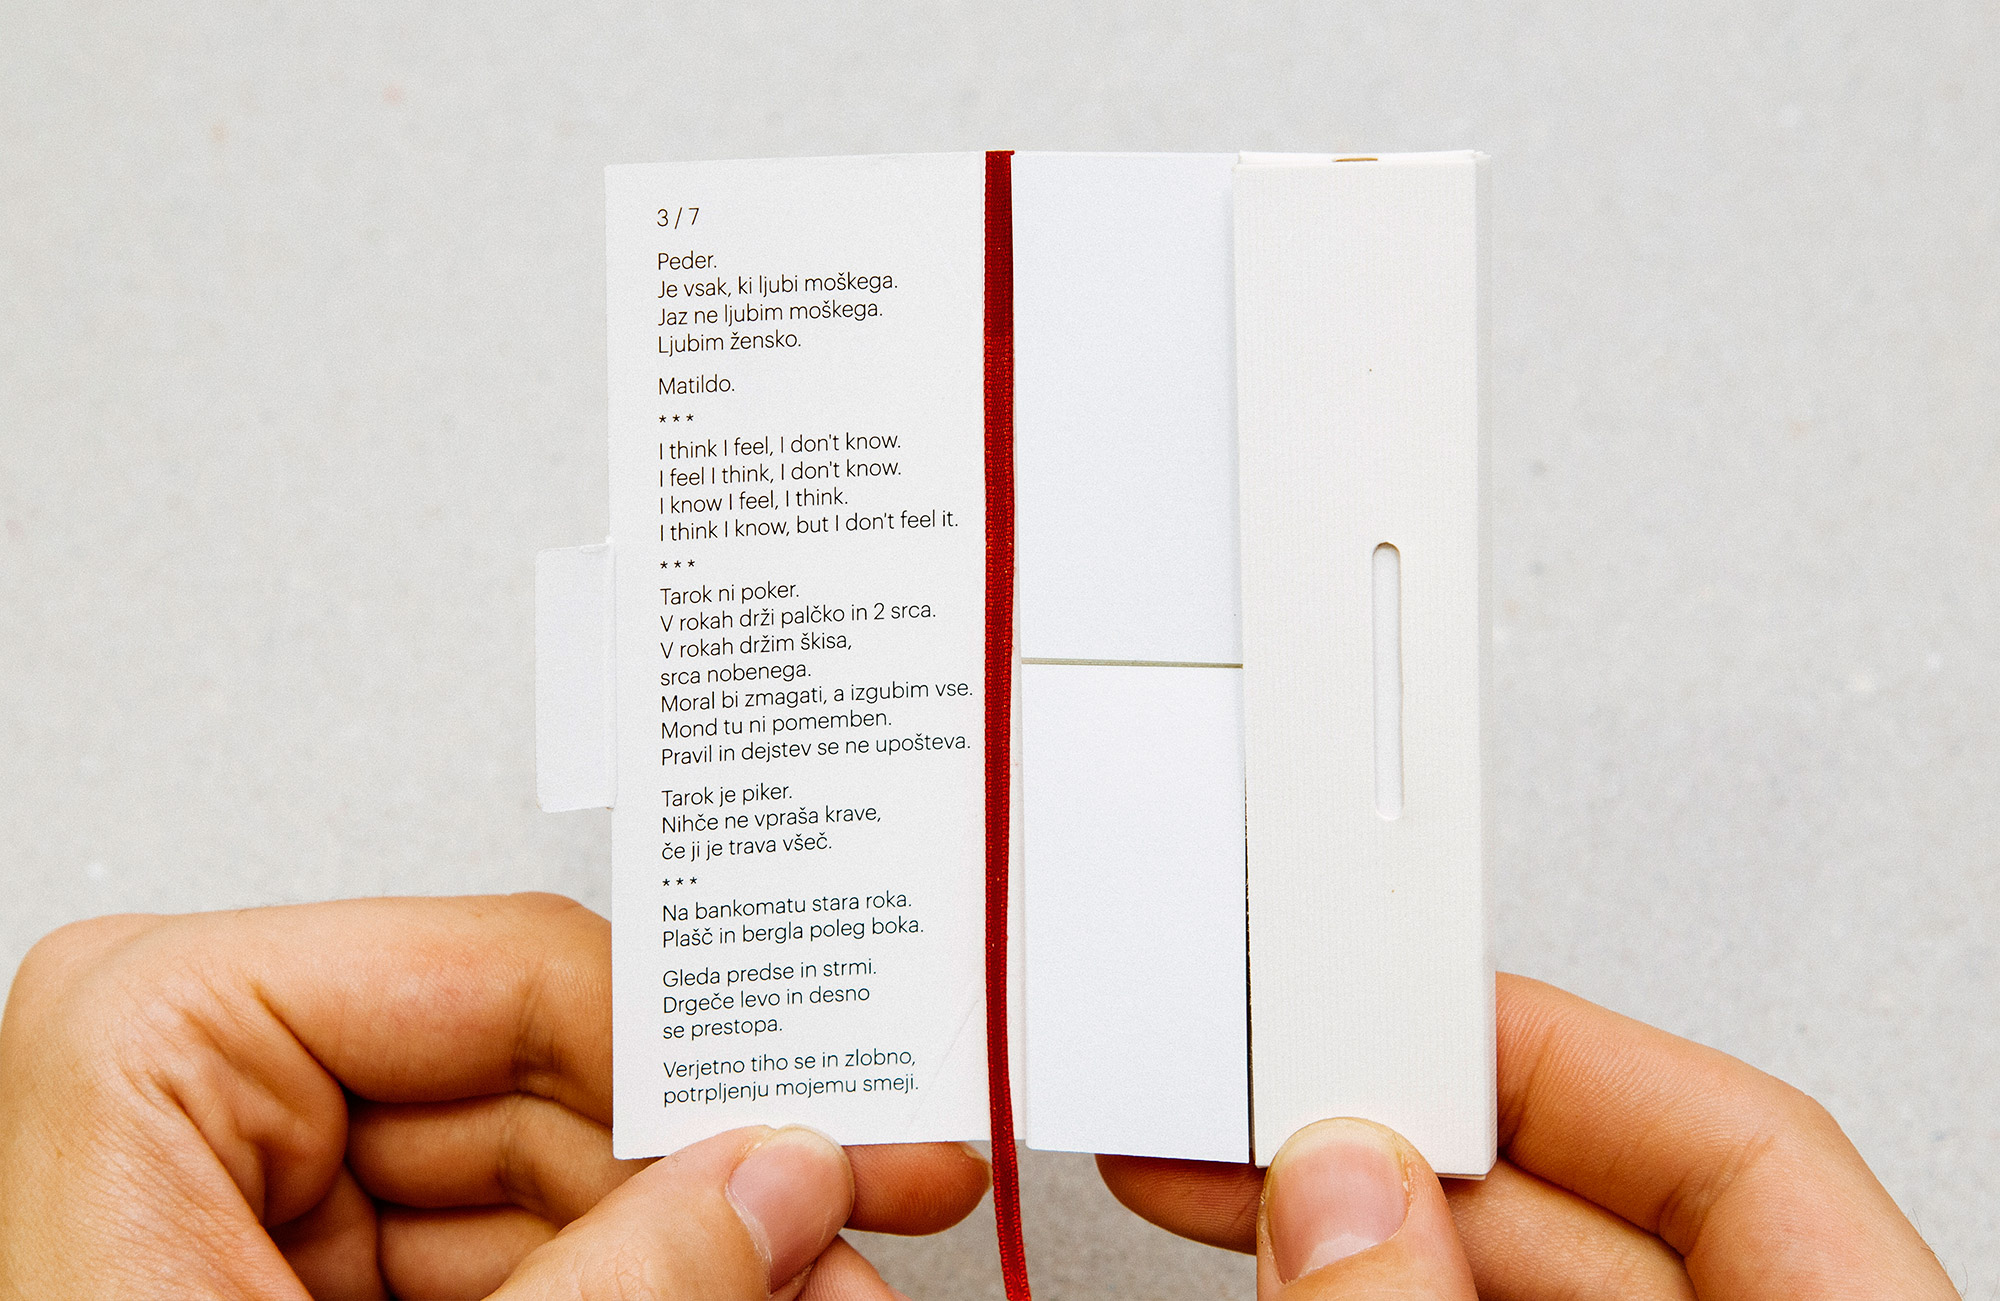 3 / 7
Peder.
Je vsak, ki ljubi moškega.
Jaz ne ljubim moškega.
Ljubim žensko.
Matildo.
* * *
I think I feel, I don't know.
I feel I think, I don't know.
I know I feel, I think.
I think I know, but I don't feel it.
* * *
Tarok ni poker.
V rokah drži palčko in 2 srca.
V rokah držim škisa,
srca nobenega.
Moral bi zmagati, a izgubim vse.
Mond tu ni pomemben.
Pravil in dejstev se ne upošteva.
Tarok je piker.
Nihče ne vpraša krave,
če ji je trava všeč.
* * *
Na bankomatu stara roka.
Plašč in bergla poleg boka.
Gleda predse in strmi.
Drgeče levo in desno
se prestopa.
Verjetno tiho se in zlobno,
potrpljenju mojemu smeji.